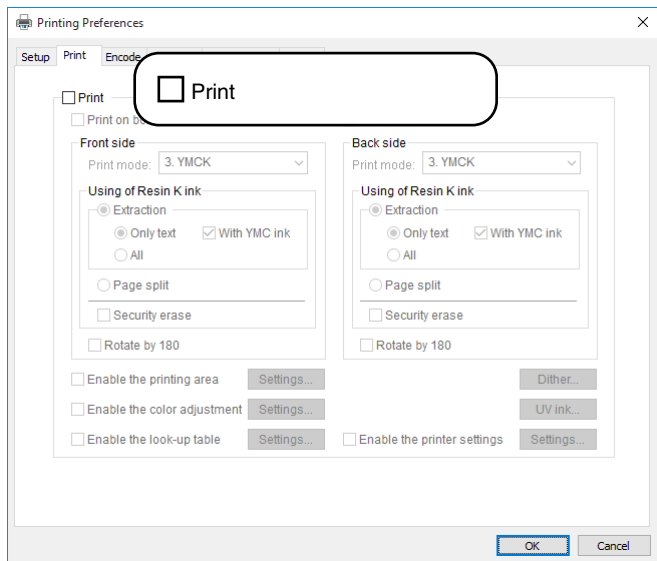 Printing Preferences
Setup Print Encode
Print
Print
Print on b
Front side
Print mode: 3. YMCK
Using of Resin K ink
Extraction
Only text With YMC ink
All
Page split
Security erase
Rotate by 180
Back side
Print mode: 3. YMCK
Using of Resin K ink
Extraction
Only text With YMC ink
All
Page split
Security erase
Rotate by 180
Enable the printing area Settings... Dither...
Enable the color adjustment Settings... UV ink...
Enable the look-up table Settings... Enable the printer settings Settings...
OK Cancel